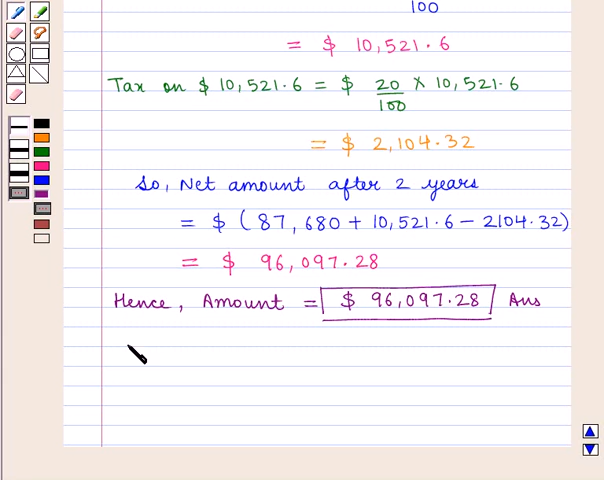 100
= $ 10,521.6
Tax on $ 10,521.6 = $ 20/100 × 10,521.6
= $ 2,104.32
So, Net amount after 2 years
= $ (87,680 + 10,521.6 - 2104.32)
= $ 96,097.28
Hence, Amount = $ 96,097.28 Ans